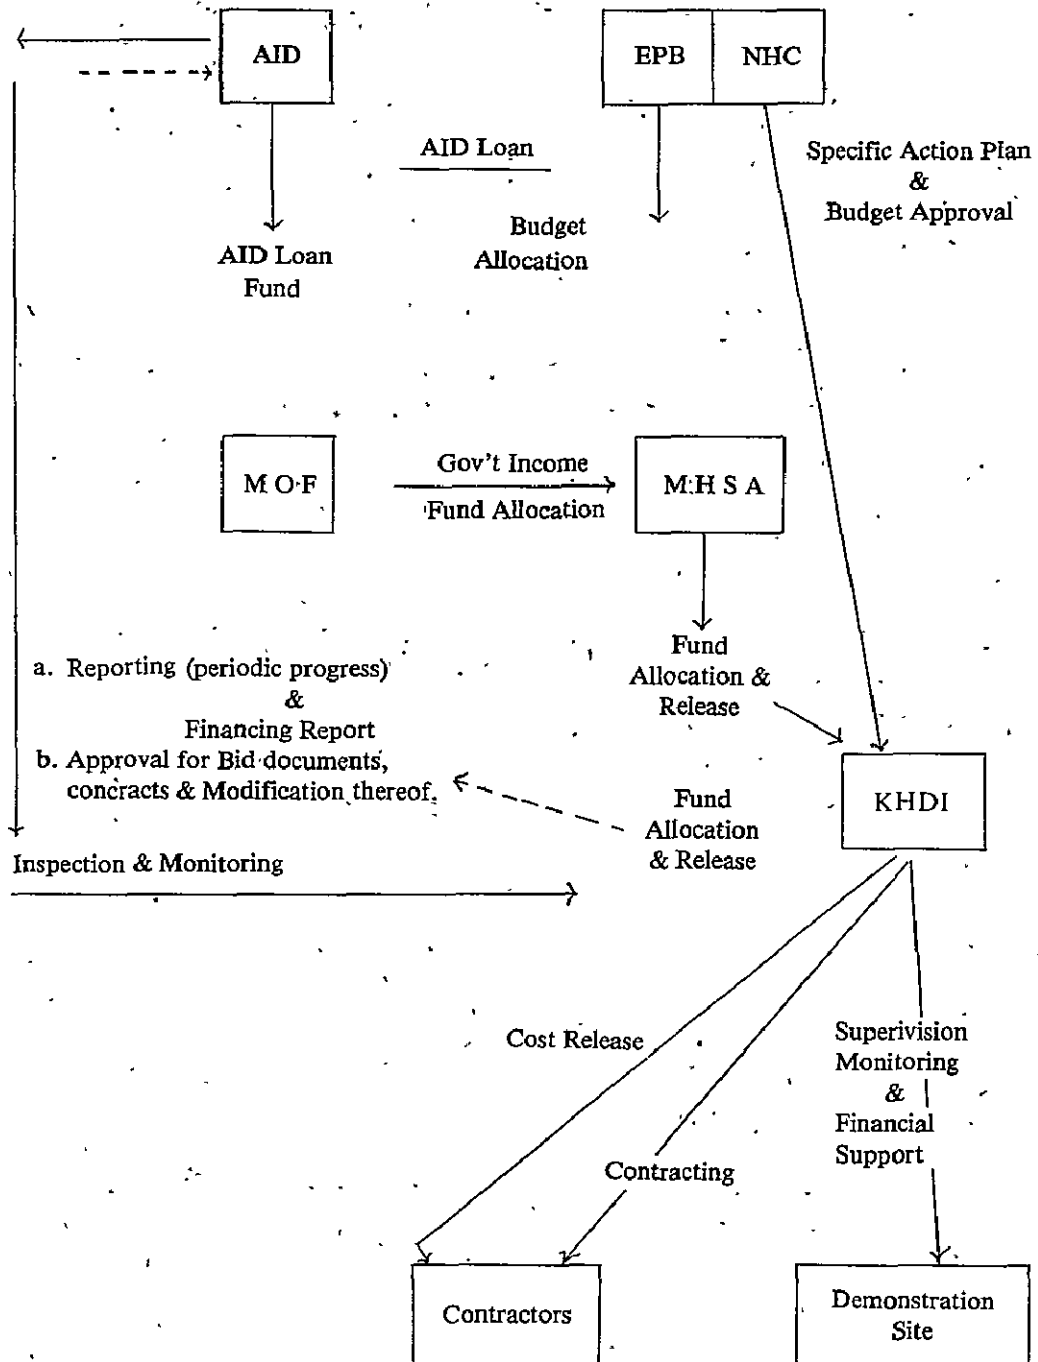 AID
EPB
NHC
AID Loan
Specific Action Plan
&
Budget Approval
Budget
Allocation
AID Loan
Fund
M O F
Gov't Income
Fund Allocation
M H S A
Fund
Allocation &
Release
a. Reporting (periodic progress)
&
Financing Report
b. Approval for Bid documents,
concracts & Modification thereof.
Fund
Allocation
& Release
KHDI
Inspection & Monitoring
Cost Release
Superivision
Monitoring
&
Financial
Support
Contracting
Contractors
Demonstration
Site